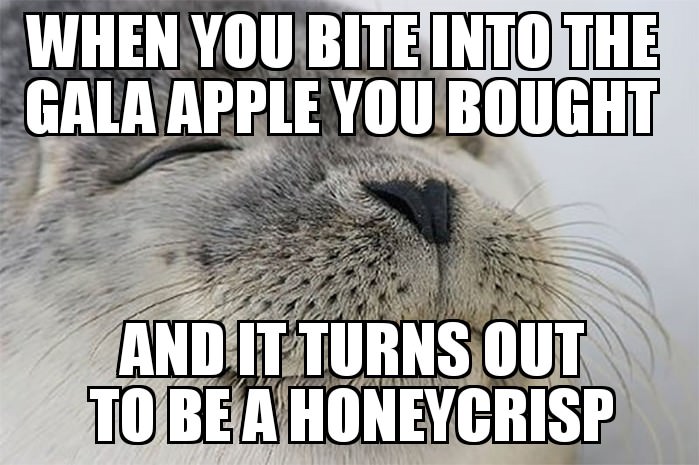 WHEN YOU BITE INTO THE
GALA APPLE YOU BOUGHT
AND IT TURNS OUT
TO BE A HONEYCRISP